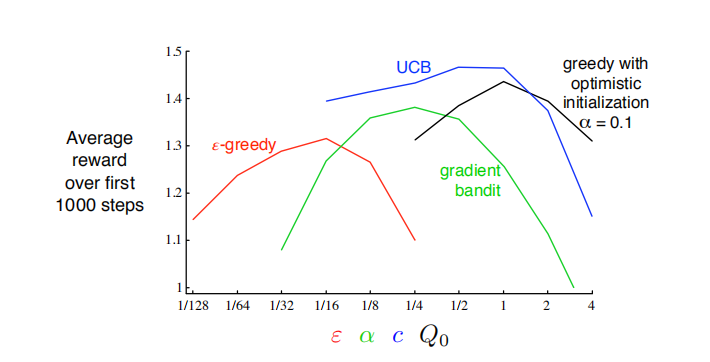 Average
reward
over first
1000 steps
1.5
1.4
1.3
1.2
1.1
1
ε-greedy
UCB
gradient
bandit
greedy with
optimistic
initialization
α = 0.1
1/128 1/64 1/32 1/16 1/8 1/4 1/2 1 2 4
ε α c Q₀